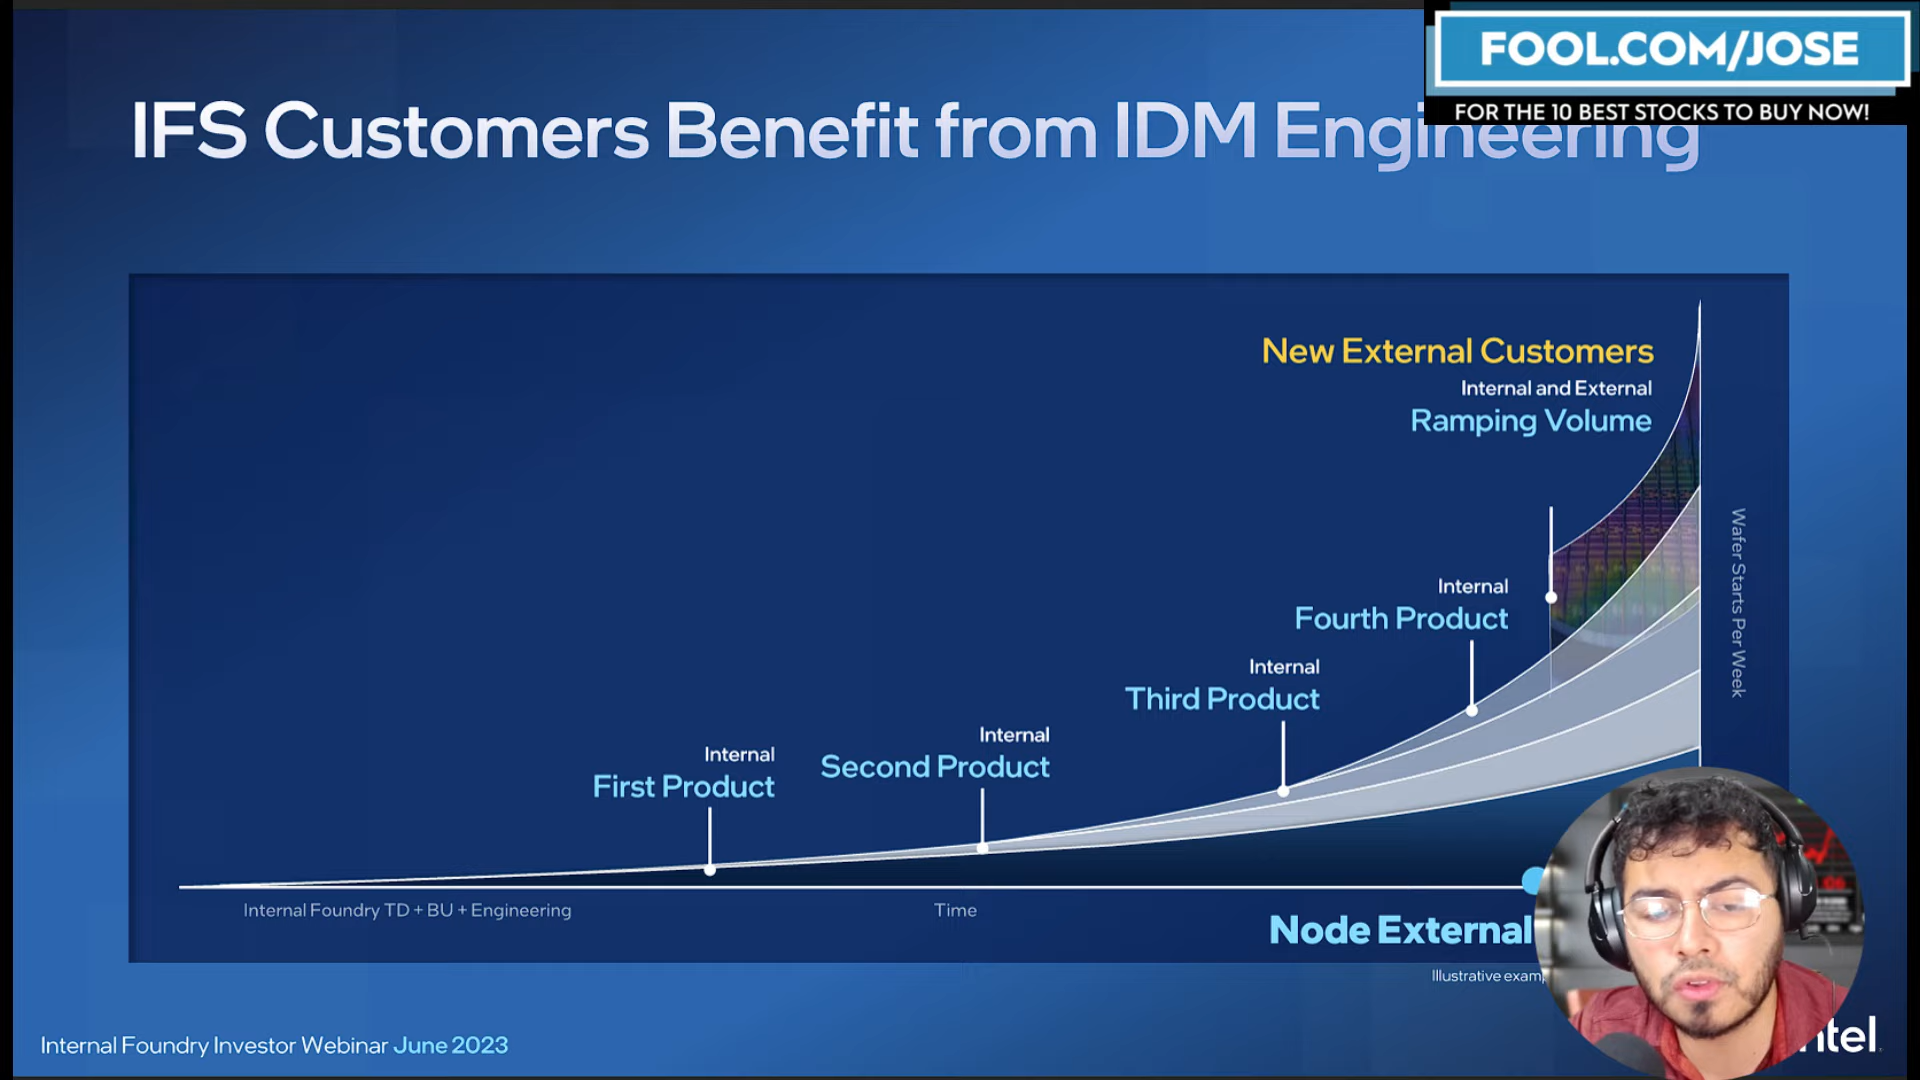 FOOL.COM/JOSE
FOR THE 10 BEST STOCKS TO BUY NOW!
IFS Customers Benefit from IDM Engineering
New External Customers
Internal and External
Ramping Volume
Internal
Fourth Product
Internal
Third Product
Internal
Second Product
Internal
First Product
Wafer Starts Per Week
Internal Foundry TD + BU + Engineering
Time
Node External
Illustrative
Internal Foundry Investor Webinar June 2023